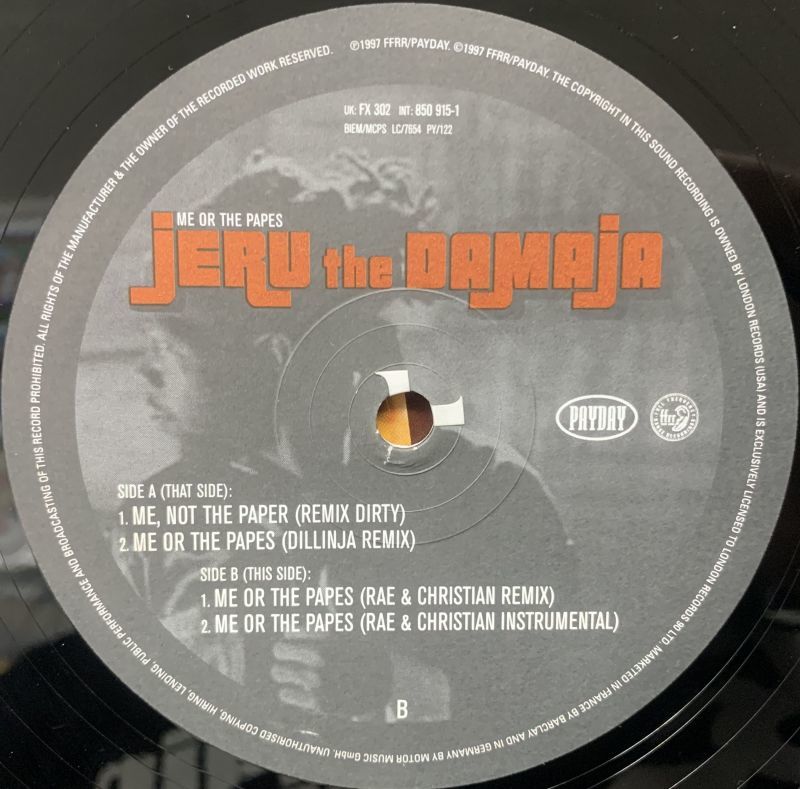 ℗1997 FFRR/PAYDAY. ©1997 FFRR/PAYDAY. THE COPYRIGHT IN THIS SOUND RECORDING IS OWNED BY LONDON RECORDS (USA) AND IS EXCLUSIVELY LICENSED TO LONDON RECORDS 90 LTD. MARKETED IN FRANCE BY BARCLAY AND IN GERMANY BY MOTOR MUSIC GmbH. UNAUTHORISED COPYING, HIRING, LENDING, PUBLIC PERFORMANCE AND BROADCASTING OF THIS RECORD PROHIBITED. ALL RIGHTS OF THE MANUFACTURER & THE OWNER OF THE RECORDED WORK RESERVED.
UK: FX 302 INT: 850 915-1
BIEM/MCPS LC/7654 PY/122
ME OR THE PAPES
JERU the DAMAJA
PAYDAY
ffrr
SIDE A (THAT SIDE):
1. ME, NOT THE PAPER (REMIX DIRTY)
2. ME OR THE PAPES (DILLINJA REMIX)
SIDE B (THIS SIDE):
1. ME OR THE PAPES (RAE & CHRISTIAN REMIX)
2. ME OR THE PAPES (RAE & CHRISTIAN INSTRUMENTAL)
B